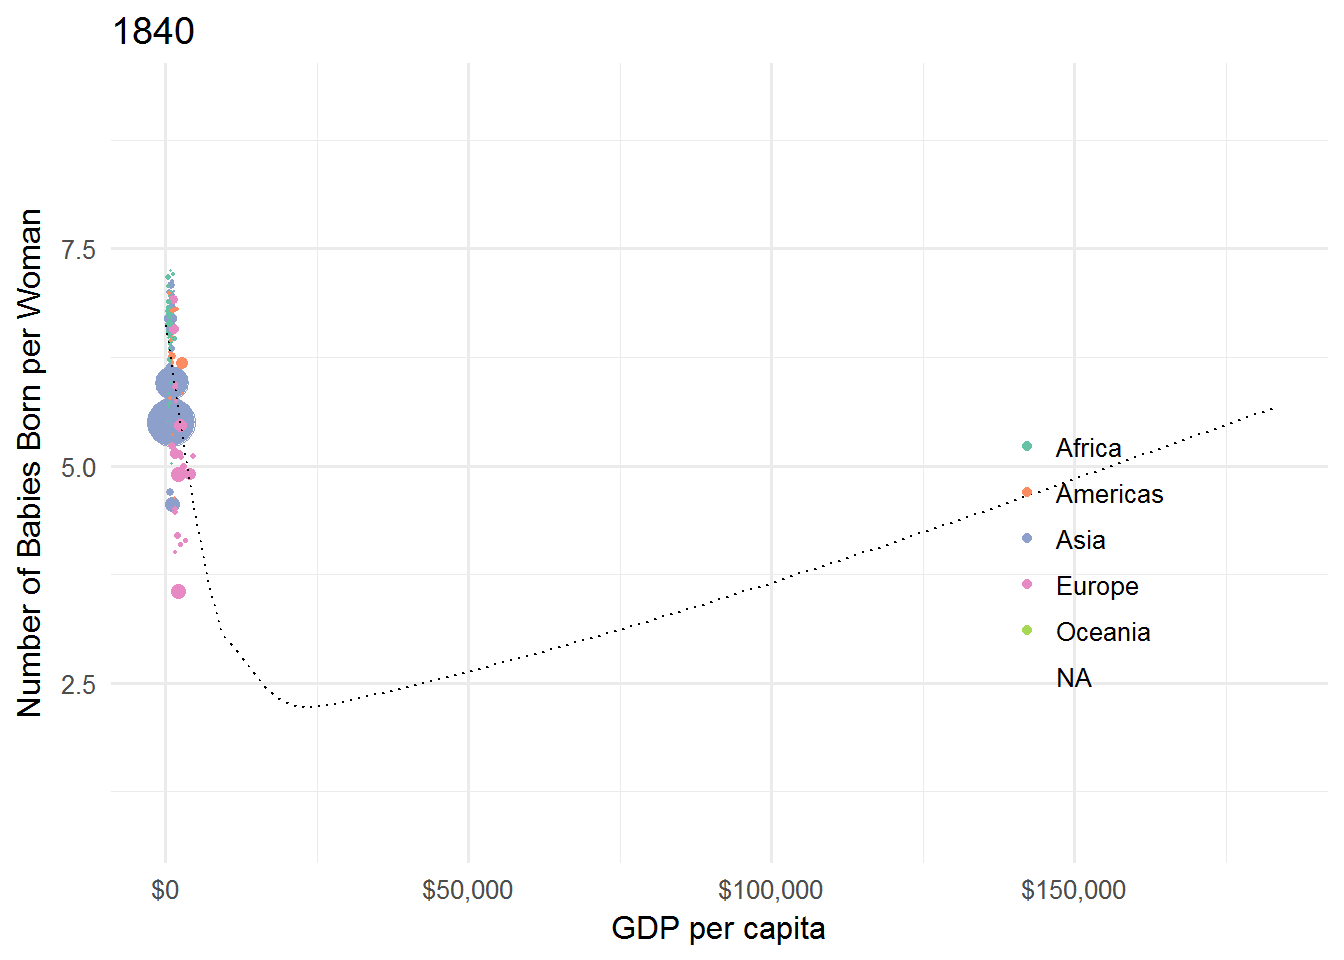 1840
Number of Babies Born per Woman
7.5
5.0
2.5
Africa
Americas
Asia
Europe
Oceania
NA
$0
$50,000
$100,000
$150,000
GDP per capita